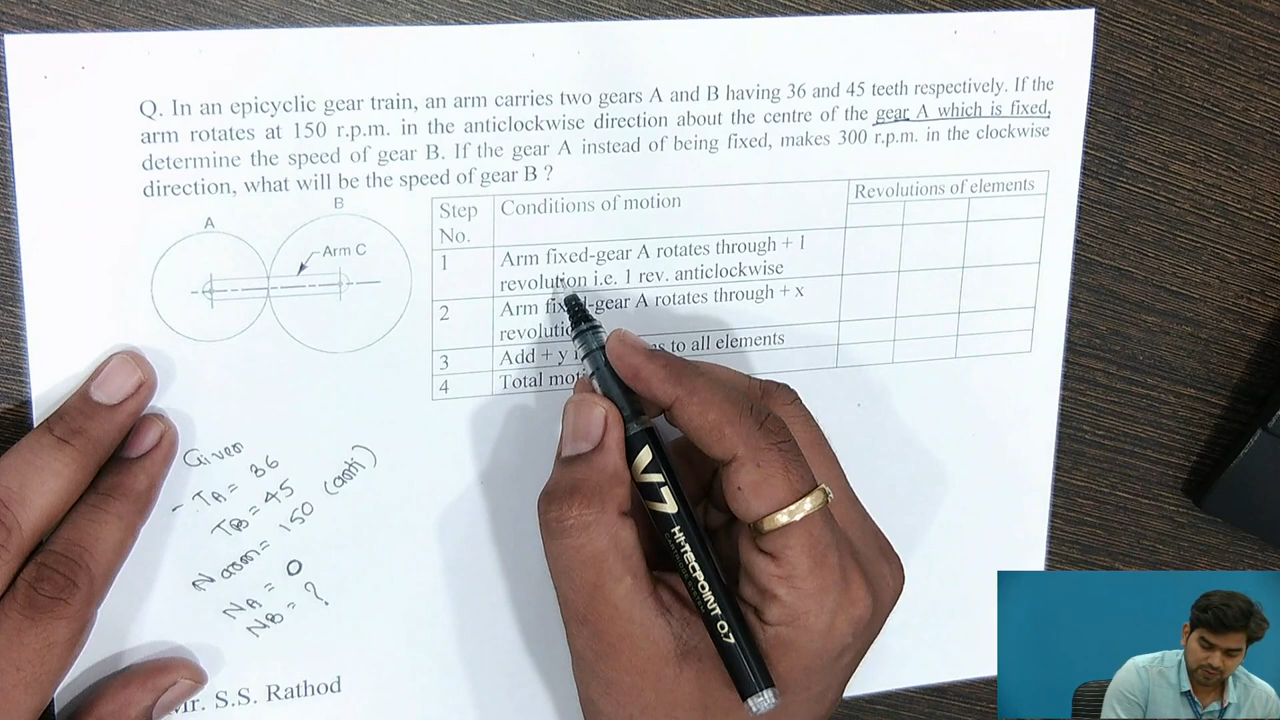 Q. In an epicyclic gear train, an arm carries two gears A and B having 36 and 45 teeth respectively. If the
arm rotates at 150 r.p.m. in the anticlockwise direction about the centre of the gear A which is fixed,
determine the speed of gear B. If the gear A instead of being fixed, makes 300 r.p.m. in the clockwise
direction, what will be the speed of gear B ?
A
B
Arm C
Step No.
Conditions of motion
Revolutions of elements
1
Arm fixed-gear A rotates through + 1
revolution i.e. 1 rev. anticlockwise
2
Arm fixed-gear A rotates through + x
3
Add + y to all elements
4
Total
Given
- TA = 36
TB = 45
N arm = 150 (anti)
NA = 0
NB = ?
Mr. S.S. Rathod
V7
HI-TECPOINT 0.7
CARTRIDGE SYSTEM